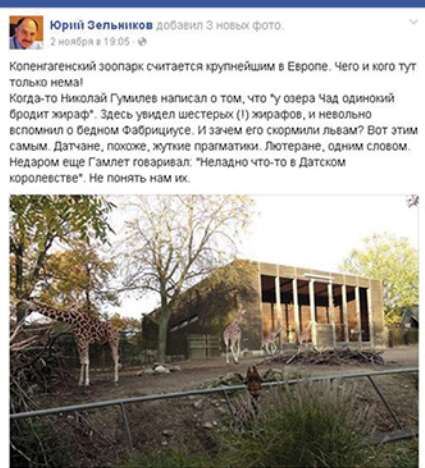 Юрий Зельников добавил 3 новых фото.
2 ноября в 19:05 ·
Копенгагенский зоопарк считается крупнейшим в Европе. Чего и кого тут
только нема!
Когда-то Николай Гумилев написал о том, что "у озера Чад одинокий
бродит жираф". Здесь увидел шестерых (!) жирафов, и невольно
вспомнил о бедном Фабрициусе. И зачем его скормили львам? Вот этим
самым. Датчане, похоже, жуткие прагматики. Лютеране, одним словом.
Недаром еще Гамлет говаривал: "Неладно что-то в Датском
королевстве". Не понять нам их.